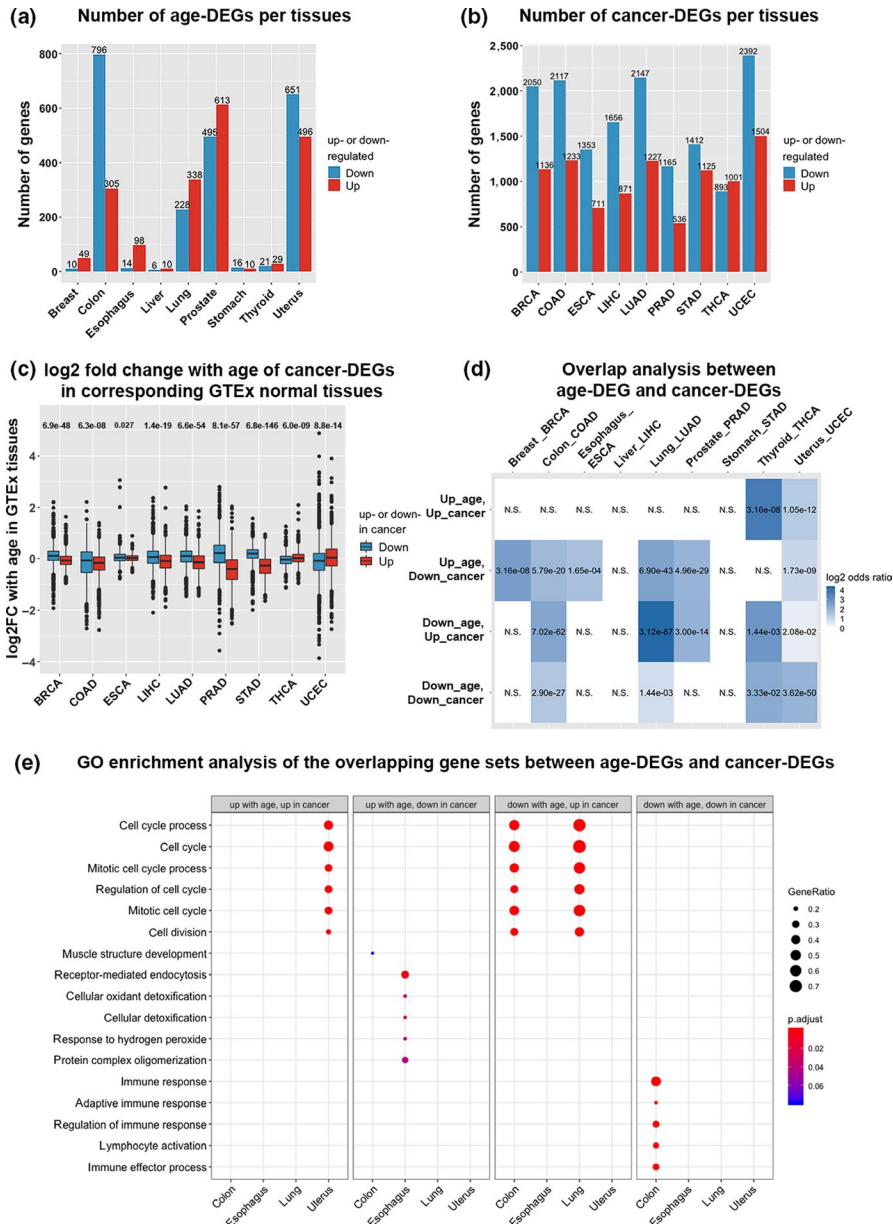 (a) Number of age-DEGs per tissues
Number of genes
800
600
400
200
0
10 49
796 305
14 98
6 10
228 338
495 613
16 10
21 29
651 496
Breast
Colon
Esophagus
Liver
Lung
Prostate
Stomach
Thyroid
Uterus
up- or down-
regulated
Down
Up
(b) Number of cancer-DEGs per tissues
Number of genes
2,500
2,000
1,500
1,000
500
0
2050 1136
2117 1233
1353 711
1656 871
2147 1227
1165 536
1412 1125
893 1001
2392 1504
BRCA
COAD
ESCA
LIHC
LUAD
PRAD
STAD
THCA
UCEC
up- or down-
regulated
Down
Up
(c) log2 fold change with age of cancer-DEGs
in corresponding GTEx normal tissues
6.9e-48 6.3e-08 0.027 1.4e-19 6.6e-54 8.1e-57 6.8e-146 6.0e-09 8.8e-14
log2FC with age in GTEx tissues
4
2
0
−2
−4
BRCA
COAD
ESCA
LIHC
LUAD
PRAD
STAD
THCA
UCEC
up- or down-
in cancer
Down
Up
(d) Overlap analysis between
age-DEG and cancer-DEGs
Breast_BRCA
Colon_COAD
Esophagus_
ESCA
Liver_LIHC
Lung_LUAD
Prostate_PRAD
Stomach_STAD
Thyroid_THCA
Uterus_UCEC
Up_age,
Up_cancer
N.S. N.S. N.S. N.S. N.S. N.S. N.S. 3.16e-08 1.05e-12
Up_age,
Down_cancer
3.16e-08 5.79e-20 1.65e-04 N.S. 6.90e-43 4.96e-29 N.S. N.S. 1.73e-09
Down_age,
Up_cancer
N.S. 7.02e-62 N.S. N.S. 3.12e-87 3.00e-14 N.S. 1.44e-03 2.08e-02
Down_age,
Down_cancer
N.S. 2.90e-27 N.S. N.S. 1.44e-03 N.S. N.S. 3.33e-02 3.62e-50
log2 odds ratio
4
3
2
1
0
(e) GO enrichment analysis of the overlapping gene sets between age-DEGs and cancer-DEGs
up with age, up in cancer
up with age, down in cancer
down with age, up in cancer
down with age, down in cancer
Cell cycle process
Cell cycle
Mitotic cell cycle process
Regulation of cell cycle
Mitotic cell cycle
Cell division
Muscle structure development
Receptor-mediated endocytosis
Cellular oxidant detoxification
Cellular detoxification
Response to hydrogen peroxide
Protein complex oligomerization
Immune response
Adaptive immune response
Regulation of immune response
Lymphocyte activation
Immune effector process
Colon
Esophagus
Lung
Uterus
Colon
Esophagus
Lung
Uterus
Colon
Esophagus
Lung
Uterus
Colon
Esophagus
Lung
Uterus
GeneRatio
0.2
0.3
0.4
0.5
0.6
0.7
p.adjust
0.02
0.04
0.06